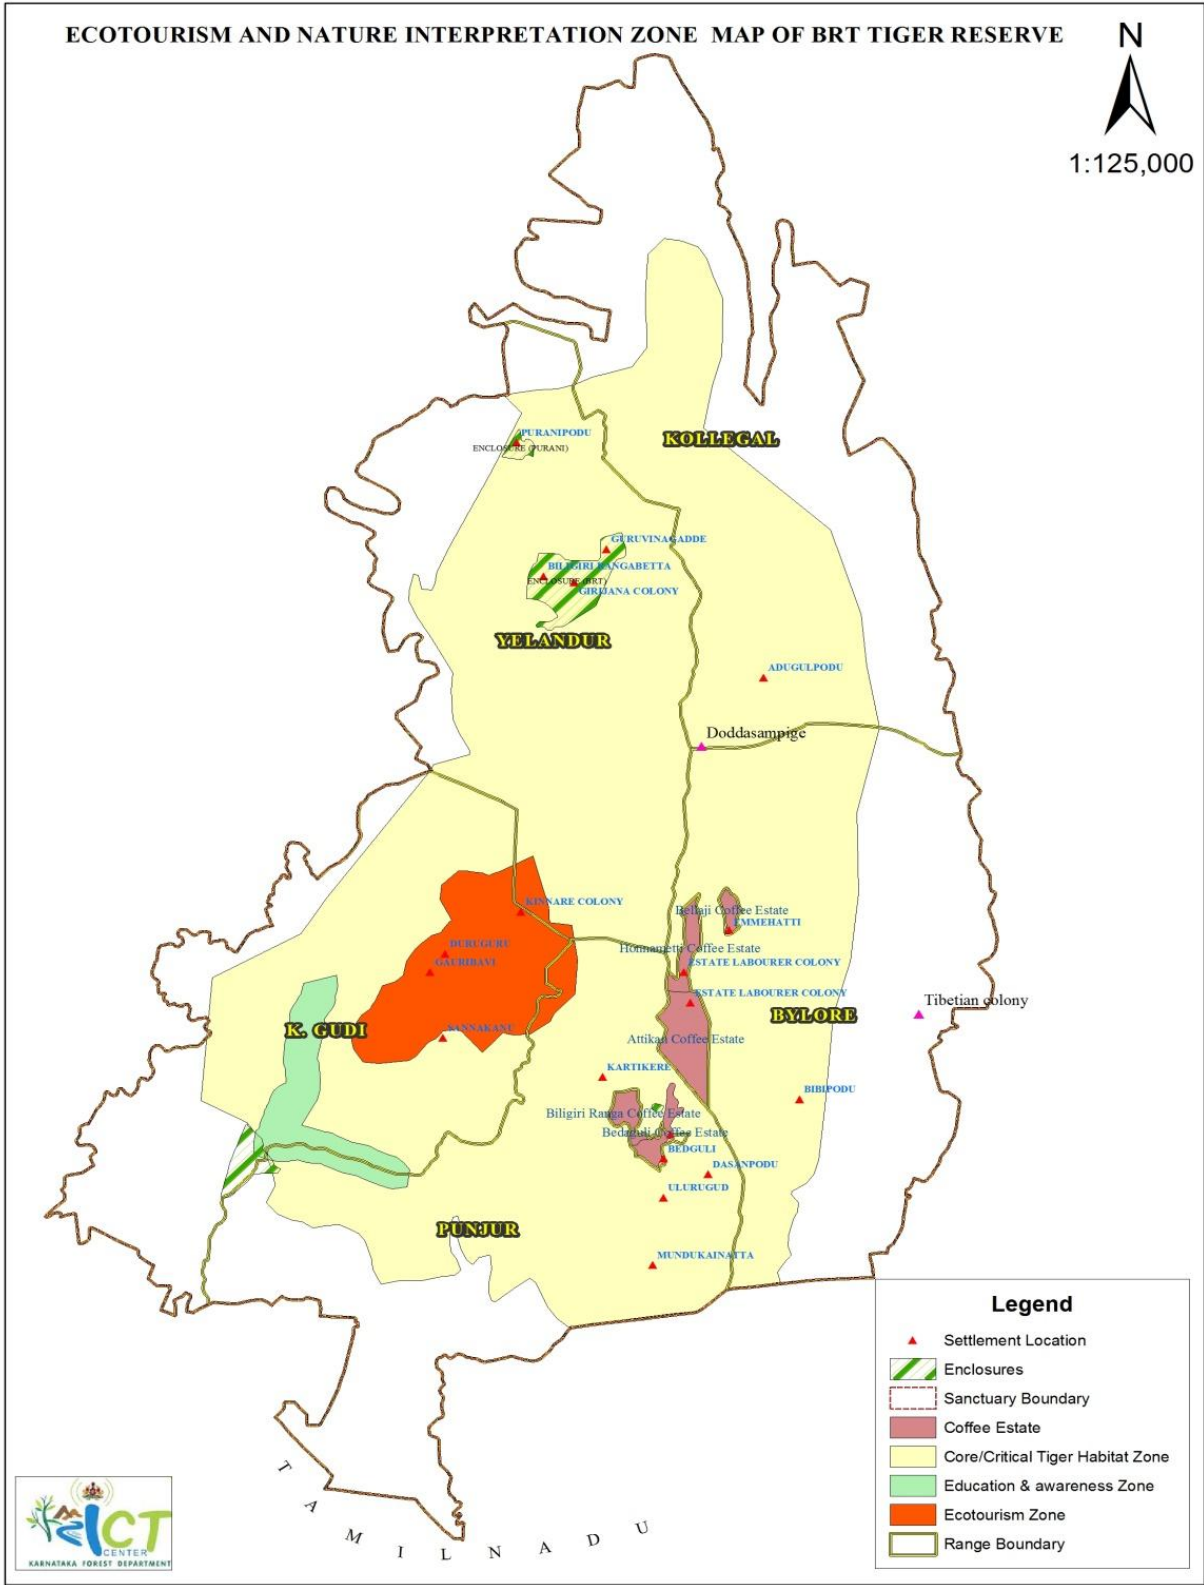 ECOTOURISM AND NATURE INTERPRETATION ZONE MAP OF BRT TIGER RESERVE
N
1:125,000
PURANIPODU
ENCLOSURE (PURANI)
KOLLEGAL
GURUVINAGADDE
BILIGIRI RANGABETTA
ENCLOSURE (BRT)
GIRIJANA COLONY
YELANDUR
ADUGULPODU
Doddasampige
KINNARE COLONY
Bellaji Coffee Estate
EMMEHATTI
DURUGURU
Honnametti Coffee Estate
GAURIBAVI
ESTATE LABOURER COLONY
ESTATE LABOURER COLONY
Tibetian colony
BYLORE
K. GUDI
SANNAKANU
Attikan Coffee Estate
KARTIKERE
BIBIPODU
Biligiri Ranga Coffee Estate
Bedaguli Coffee Estate
BEDGULI
DASANPODU
ULURUGUD
PUNJUR
MUNDUKAINATTA
TAMILNADU
Legend
Settlement Location
Enclosures
Sanctuary Boundary
Coffee Estate
Core/Critical Tiger Habitat Zone
Education & awareness Zone
Ecotourism Zone
Range Boundary
ICT
CENTER
KARNATAKA FOREST DEPARTMENT